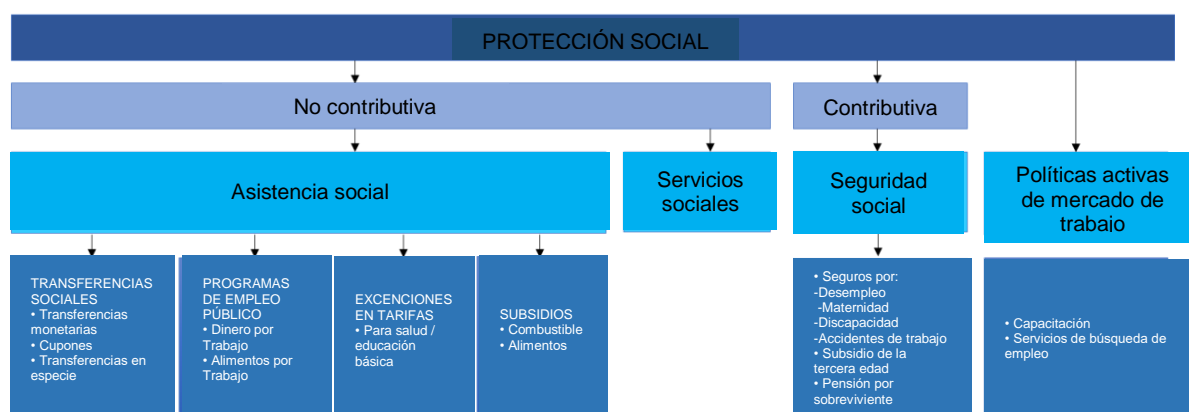 PROTECCIÓN SOCIAL
No contributiva
Contributiva
Asistencia social
Servicios
sociales
Seguridad
social
Políticas activas
de mercado de
trabajo
TRANSFERENCIAS
SOCIALES
• Transferencias
monetarias
• Cupones
• Transferencias en
especie
PROGRAMAS
DE EMPLEO
PÚBLICO
• Dinero por
Trabajo
• Alimentos por
Trabajo
EXCENCIONES
EN TARIFAS
• Para salud /
educación
básica
SUBSIDIOS
• Combustible
• Alimentos
• Seguros por:
-Desempleo
-Maternidad
-Discapacidad
-Accidentes de trabajo
• Subsidio de la
tercera edad
• Pensión por
sobreviviente
• Capacitación
• Servicios de búsqueda de
empleo